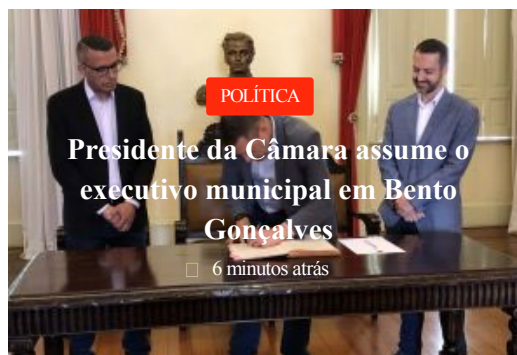 POLÍTICA
Presidente da Câmara assume o
executivo municipal em Bento
Gonçalves
6 minutos atrás